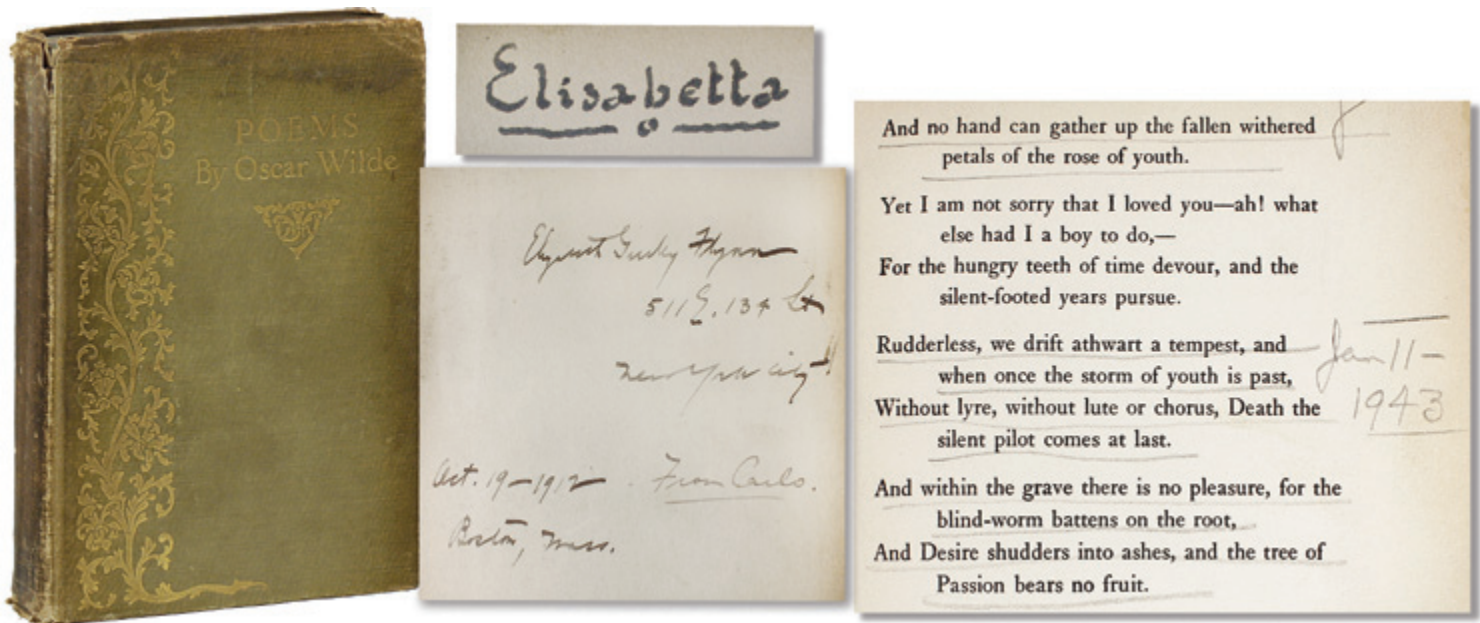 POEMS
By Oscar Wilde
Elisabetta
Elizabeth Gurley Flynn
511 E. 134 St
New York City
Oct. 19-1912. From Carlo.
Boston, Mass.
And no hand can gather up the fallen withered
petals of the rose of youth.
Yet I am not sorry that I loved you—ah! what
else had I a boy to do,—
For the hungry teeth of time devour, and the
silent-footed years pursue.
Rudderless, we drift athwart a tempest, and
when once the storm of youth is past,
Without lyre, without lute or chorus, Death the
silent pilot comes at last.
And within the grave there is no pleasure, for the
blind-worm battens on the root,
And Desire shudders into ashes, and the tree of
Passion bears no fruit.
Jan 11-
1943